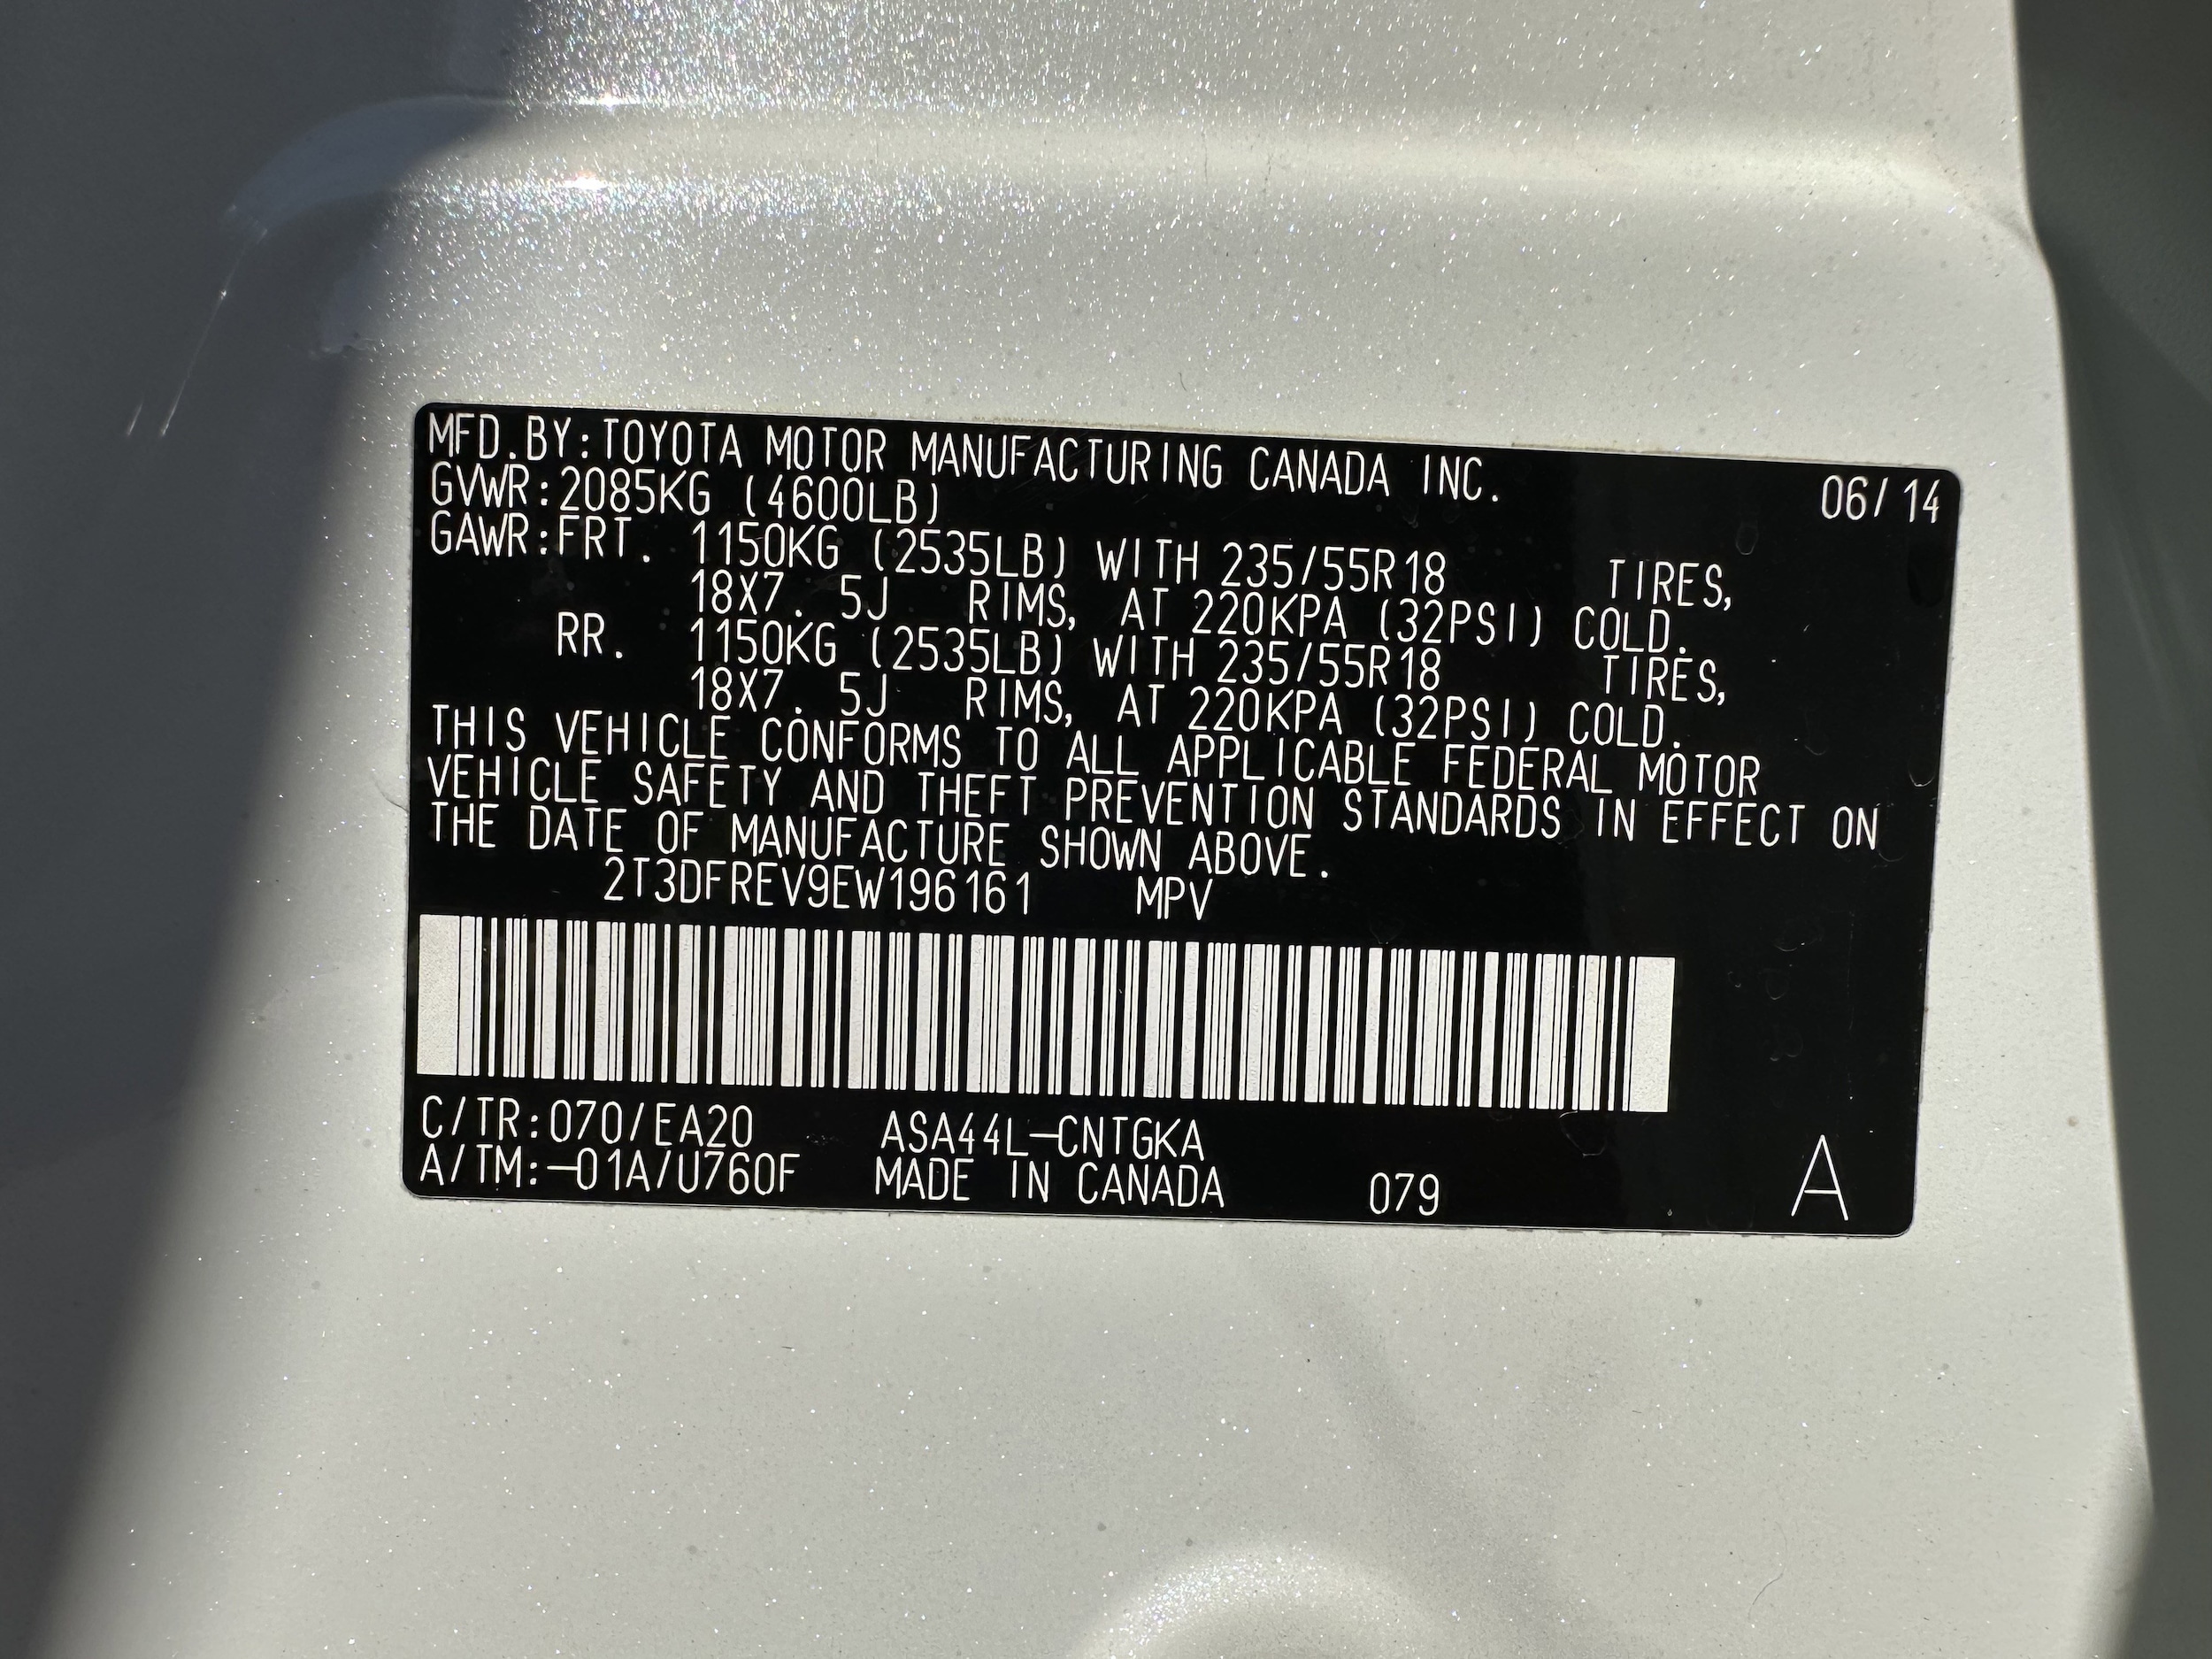 MFD.BY:TOYOTA MOTOR MANUFACTURING CANADA INC. 06/14
GVWR:2085KG (4600LB)
GAWR:FRT. 1150KG (2535LB) WITH 235/55R18 TIRES,
18X7.5J RIMS, AT 220KPA (32PSI) COLD.
RR. 1150KG (2535LB) WITH 235/55R18 TIRES,
18X7.5J RIMS, AT 220KPA (32PSI) COLD.
THIS VEHICLE CONFORMS TO ALL APPLICABLE FEDERAL MOTOR
VEHICLE SAFETY AND THEFT PREVENTION STANDARDS IN EFFECT ON
THE DATE OF MANUFACTURE SHOWN ABOVE.
2T3DFREV9EW196161 MPV
C/TR:070/EA20 ASA44L-CNTGKA
A/TM:-01A/U760F MADE IN CANADA 079 A